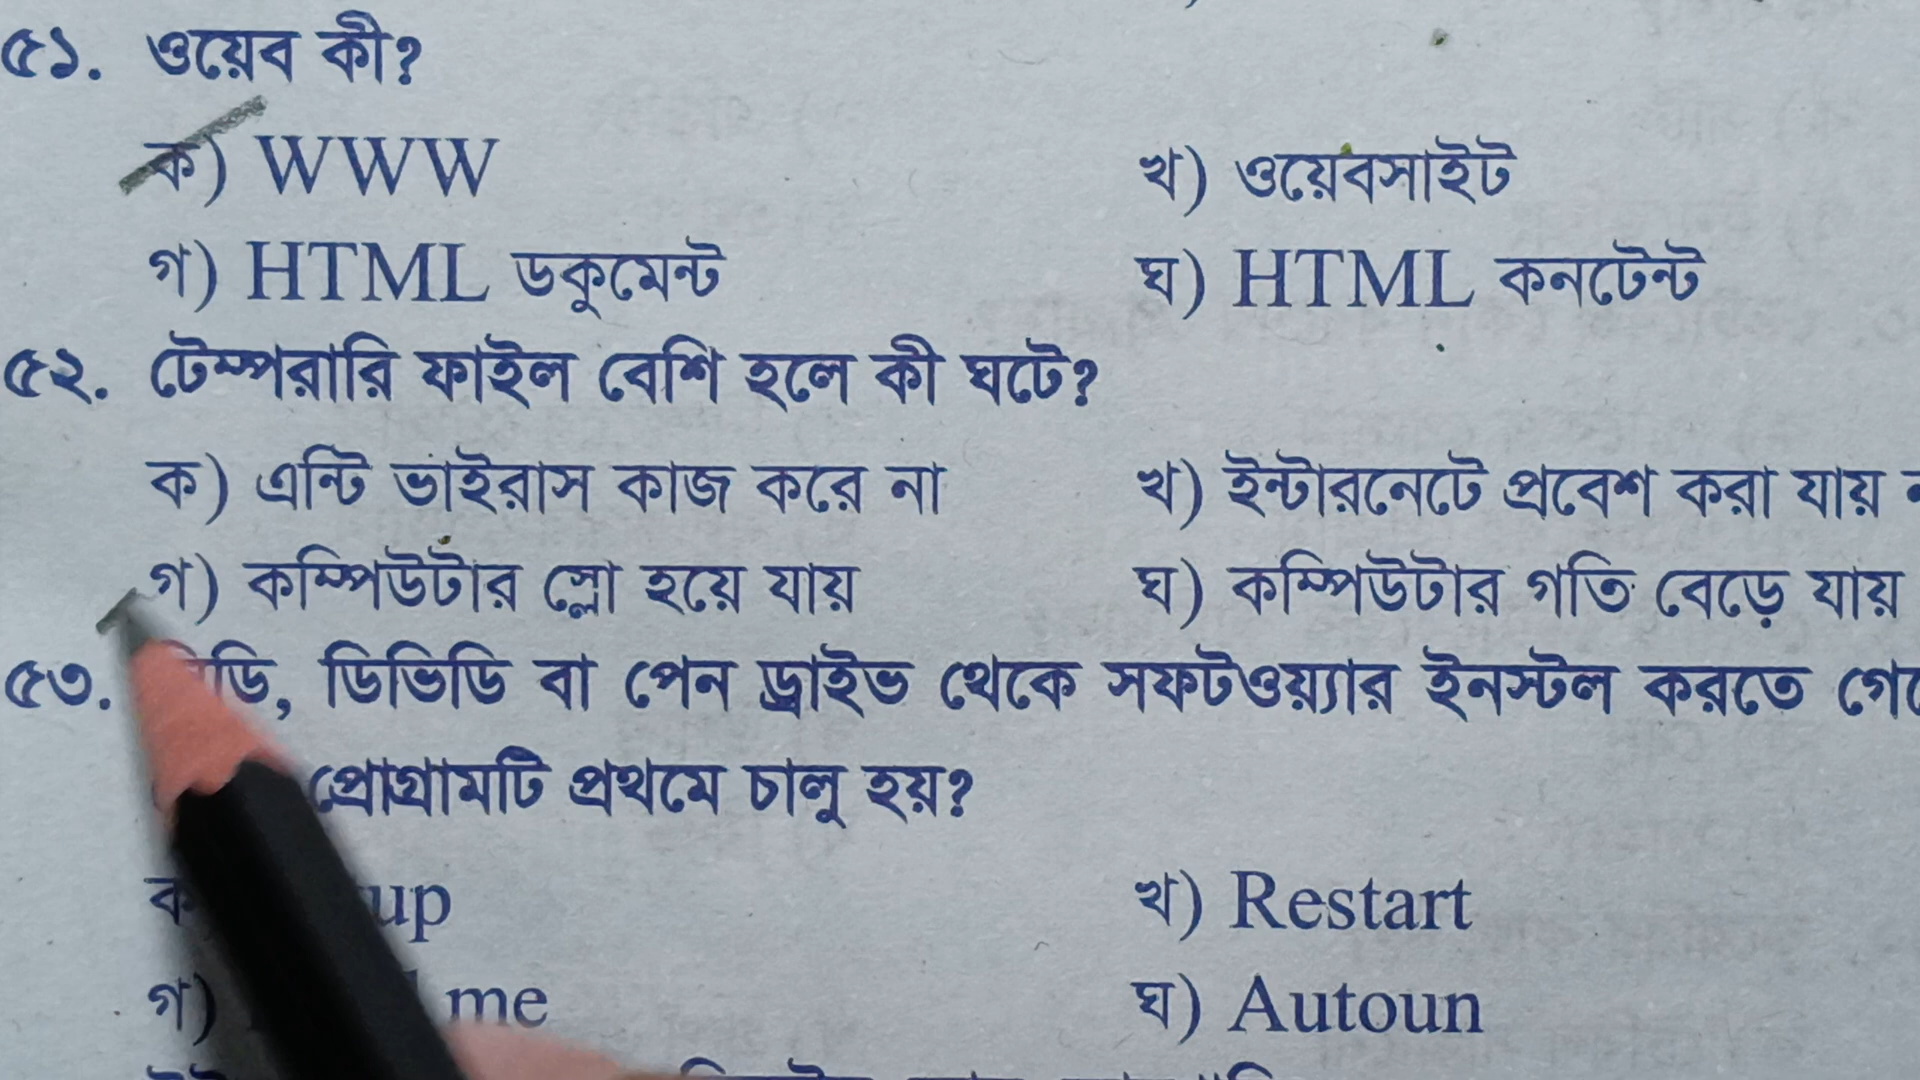 ৫১. ওয়েব কী?
ক) WWW খ) ওয়েবসাইট
গ) HTML ডকুমেন্ট ঘ) HTML কনটেন্ট
৫২. টেম্পরারি ফাইল বেশি হলে কী ঘটে?
ক) এন্টি ভাইরাস কাজ করে না খ) ইন্টারনেটে প্রবেশ করা যায়
গ) কম্পিউটার স্লো হয়ে যায় ঘ) কম্পিউটার গতি বেড়ে যায়
৫৩. ডিভিডি বা পেন ড্রাইভ থেকে সফটওয়্যার ইনস্টল করতে
প্রোগ্রামটি প্রথমে চালু হয়?
ক up খ) Restart
গ) me ঘ) Autoun